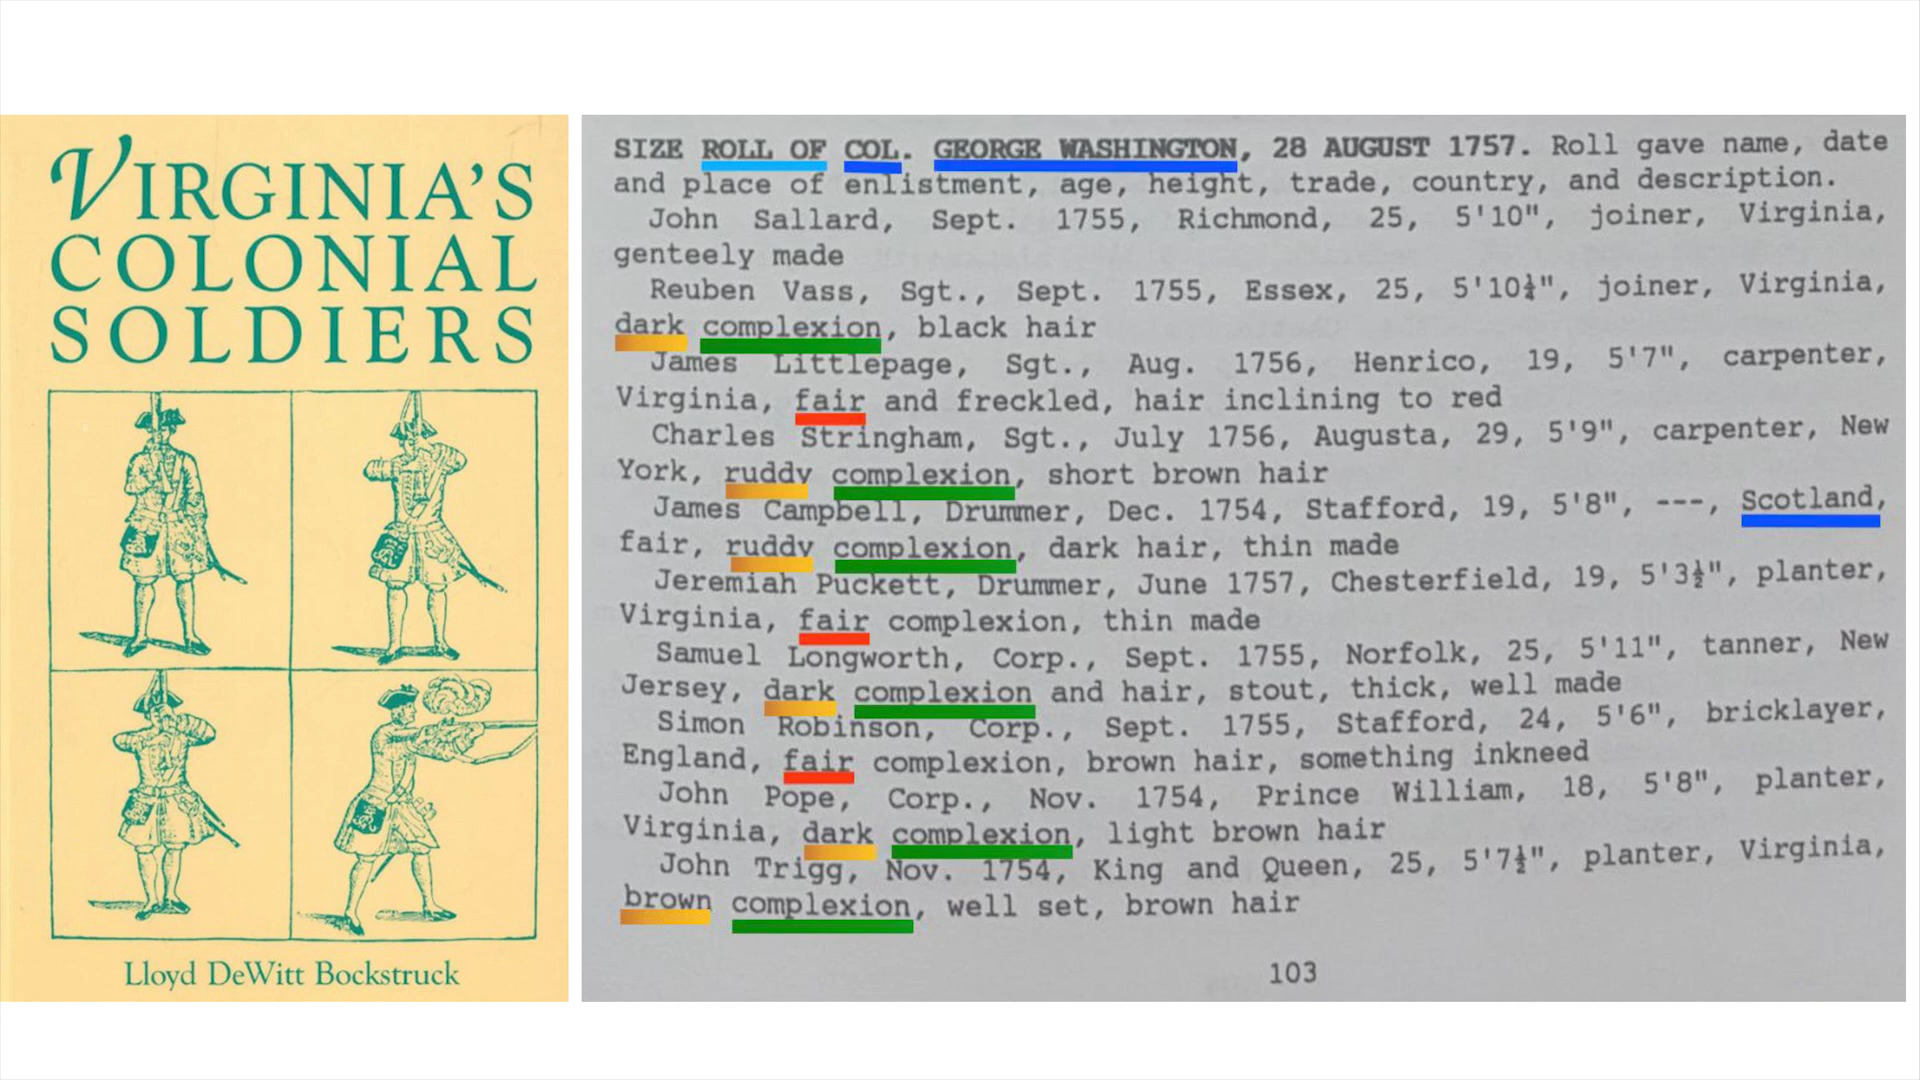 VIRGINIA'S
COLONIAL
SOLDIERS
Lloyd DeWitt Bockstruck
SIZE ROLL OF COL. GEORGE WASHINGTON, 28 AUGUST 1757. Roll gave name, date
and place of enlistment, age, height, trade, country, and description.
John Sallard, Sept. 1755, Richmond, 25, 5'10", joiner, Virginia,
genteely made
Reuben Vass, Sgt., Sept. 1755, Essex, 25, 5'10¼", joiner, Virginia,
dark complexion, black hair
James Littlepage, Sgt., Aug. 1756, Henrico, 19, 5'7", carpenter,
Virginia, fair and freckled, hair inclining to red
Charles Stringham, Sgt., July 1756, Augusta, 29, 5'9", carpenter, New
York, ruddy complexion, short brown hair
James Campbell, Drummer, Dec. 1754, Stafford, 19, 5'8", ---, Scotland,
fair, ruddy complexion, dark hair, thin made
Jeremiah Puckett, Drummer, June 1757, Chesterfield, 19, 5'3½", planter,
Virginia, fair complexion, thin made
Samuel Longworth, Corp., Sept. 1755, Norfolk, 25, 5'11", tanner, New
Jersey, dark complexion and hair, stout, thick, well made
Simon Robinson, Corp., Sept. 1755, Stafford, 24, 5'6", bricklayer,
England, fair complexion, brown hair, something inkneed
John Pope, Corp., Nov. 1754, Prince William, 18, 5'8", planter,
Virginia, dark complexion, light brown hair
John Trigg, Nov. 1754, King and Queen, 25, 5'7½", planter, Virginia,
brown complexion, well set, brown hair
103